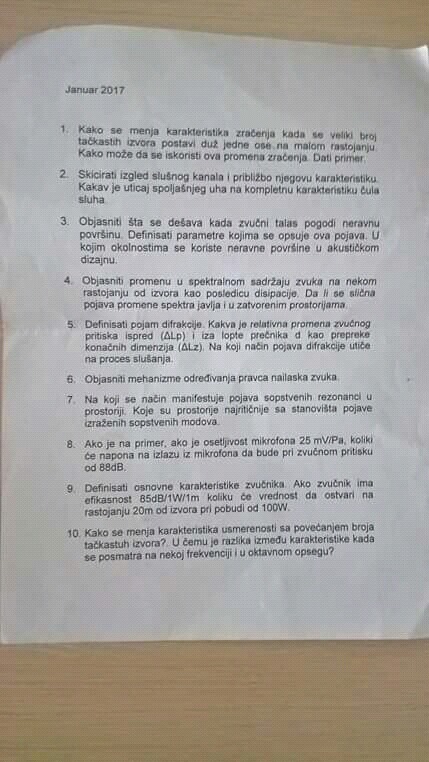 Januar 2017
1. Kako se menja karakteristika zračenja kada se veliki broj
tačkastih izvora postavi duž jedne ose na malom rastojanju.
Kako može da se iskoristi ova promena zračenja. Dati primer.
2. Skicirati izgled slušnog kanala i približbo njegovu karakteristiku.
Kakav je uticaj spoljašnjeg uha na kompletnu karakteristiku čula
sluha.
3. Objasniti šta se dešava kada zvučni talas pogodi neravnu
površinu. Definisati parametre kojima se opsuje ova pojava. U
kojim okolnostima se koriste neravne površine u akustičkom
dizajnu.
4. Objasniti promenu u spektralnom sadržaju zvuka na nekom
rastojanju od izvora kao posledicu disipacije. Da li se slična
pojava promene spektra javlja i u zatvorenim prostorijama.
5. Definisati pojam difrakcije. Kakva je relativna promena zvučnog
pritiska ispred (ΔLp) i iza lopte prečnika d kao prepreke
konačnih dimenzija (ΔLz). Na koji način pojava difrakcije utiče
na proces slušanja.
6. Objasniti mehanizme određivanja pravca nailaska zvuka.
7. Na koji se način manifestuje pojava sopstvenih rezonanci u
prostoriji. Koje su prostorije najritičnije sa stanovišta pojave
izraženih sopstvenih modova.
8. Ako je na primer, ako je osetljivost mikrofona 25 mV/Pa, koliki
će napona na izlazu iz mikrofona da bude pri zvučnom pritisku
od 88dB.
9. Definisati osnovne karakteristike zvučnika. Ako zvučnik ima
efikasnost 85dB/1W/1m koliku će vrednost da ostvari na
rastojanju 20m od izvora pri pobudi od 100W.
10. Kako se menja karakteristika usmerenosti sa povećanjem broja
tačkastuh izvora?. U čemu je razlika između karakteristike kada
se posmatra na nekoj frekvenciji i u oktavnom opsegu?